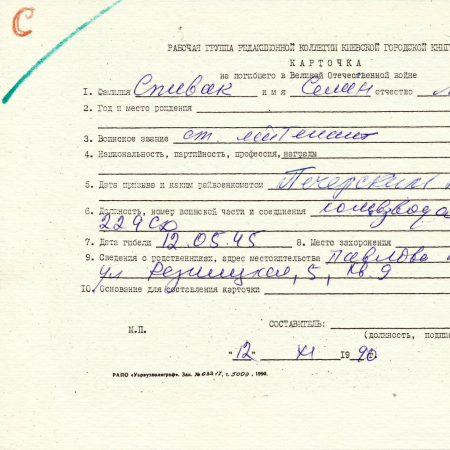 С
РАБОЧАЯ ГРУППА РЕДАКЦИОННОЙ КОЛЛЕГИИ КИЕВСКОЙ ГОРОДСКОЙ КНИГ
КАРТОЧКА
на погибшего в Великой Отечественной войне
1. Фамилия Спивак имя Семен отчество
2. Год и место рождения
3. Воинское звание ст. лейтенант
4. Национальность, партийность, профессия, награды
5. Дата призыва и каким райвоенкоматом Печерским
6. Должность, номер воинской части и соединения комвзвода
229 СД
7. Дата гибели 12.05.45 8. Место захоронения
9. Сведения о родственниках, адрес местожительства Павлова
ул Резницкая, 5, кв. 9
10. Основание для составления карточки
СОСТАВИТЕЛЬ:
М.П. (должность, подпи
"12" XI 1990
РАПО «Укрвузполиграф». Зак. № т. 5000, 1990.